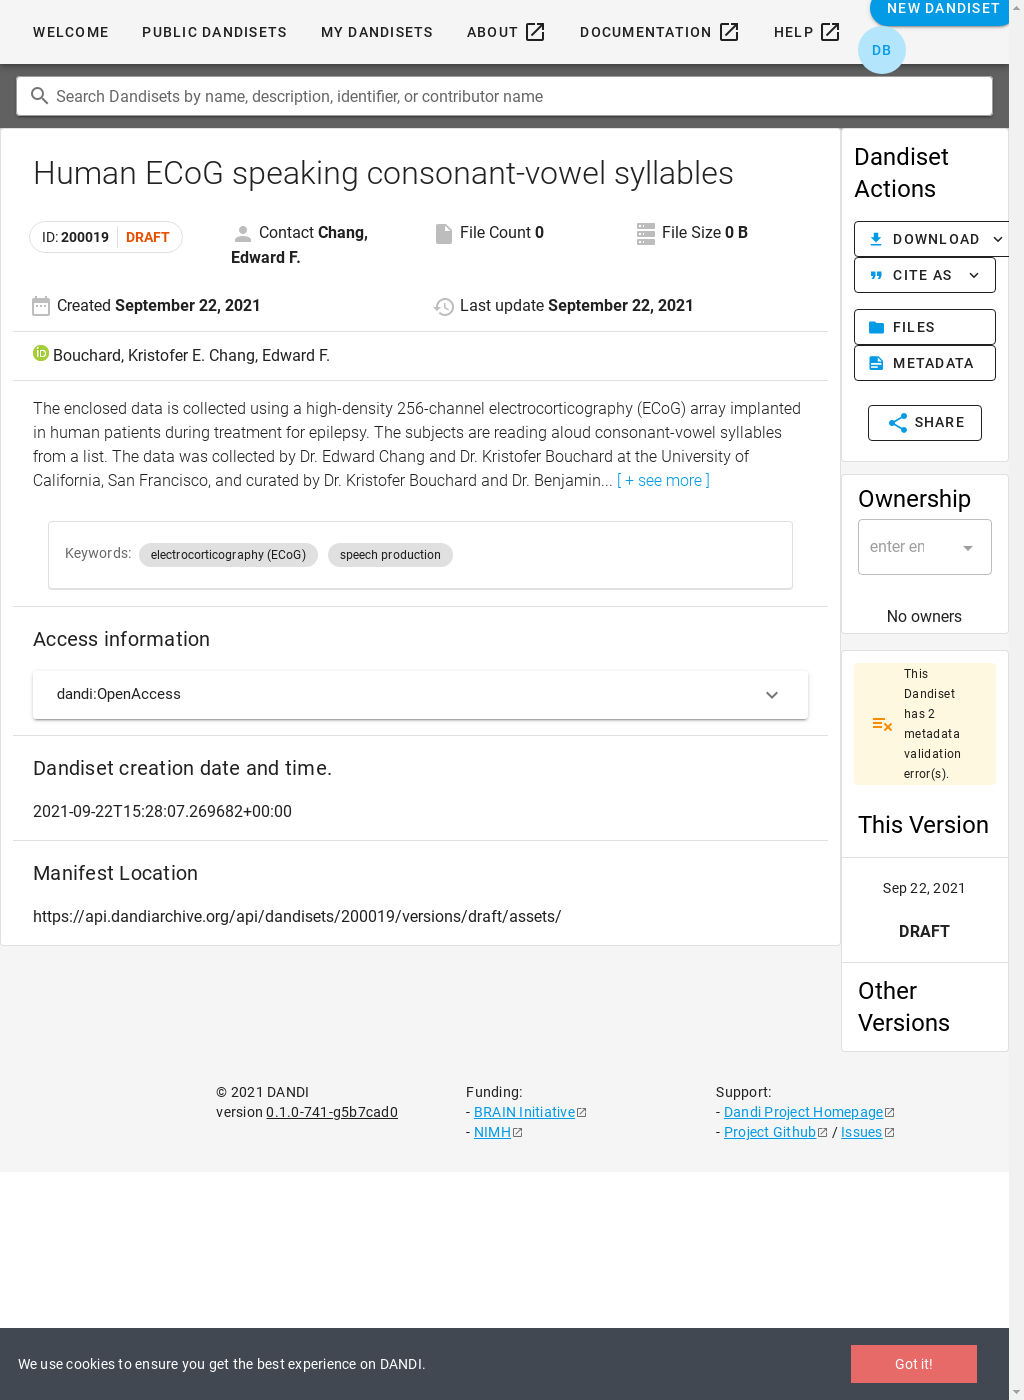 WELCOME PUBLIC DANDISETS MY DANDISETS ABOUT DOCUMENTATION HELP NEW DANDISET
DB
Search Dandisets by name, description, identifier, or contributor name
Human ECoG speaking consonant-vowel syllables
ID: 200019 DRAFT
Contact Chang,
Edward F.
File Count 0
File Size 0 B
Created September 22, 2021
Last update September 22, 2021
iD Bouchard, Kristofer E. Chang, Edward F.
The enclosed data is collected using a high-density 256-channel electrocorticography (ECoG) array implanted
in human patients during treatment for epilepsy. The subjects are reading aloud consonant-vowel syllables
from a list. The data was collected by Dr. Edward Chang and Dr. Kristofer Bouchard at the University of
California, San Francisco, and curated by Dr. Kristofer Bouchard and Dr. Benjamin... [ + see more ]
Keywords: electrocorticography (ECoG) speech production
Access information
dandi:OpenAccess
Dandiset creation date and time.
2021-09-22T15:28:07.269682+00:00
Manifest Location
https://api.dandiarchive.org/api/dandisets/200019/versions/draft/assets/
Dandiset
Actions
DOWNLOAD
CITE AS
FILES
METADATA
SHARE
Ownership
enter en
No owners
This
Dandiset
has 2
metadata
validation
error(s).
This Version
Sep 22, 2021
DRAFT
Other
Versions
© 2021 DANDI
version 0.1.0-741-g5b7cad0
Funding:
- BRAIN Initiative
- NIMH
Support:
- Dandi Project Homepage
- Project Github / Issues
We use cookies to ensure you get the best experience on DANDI.
Got it!